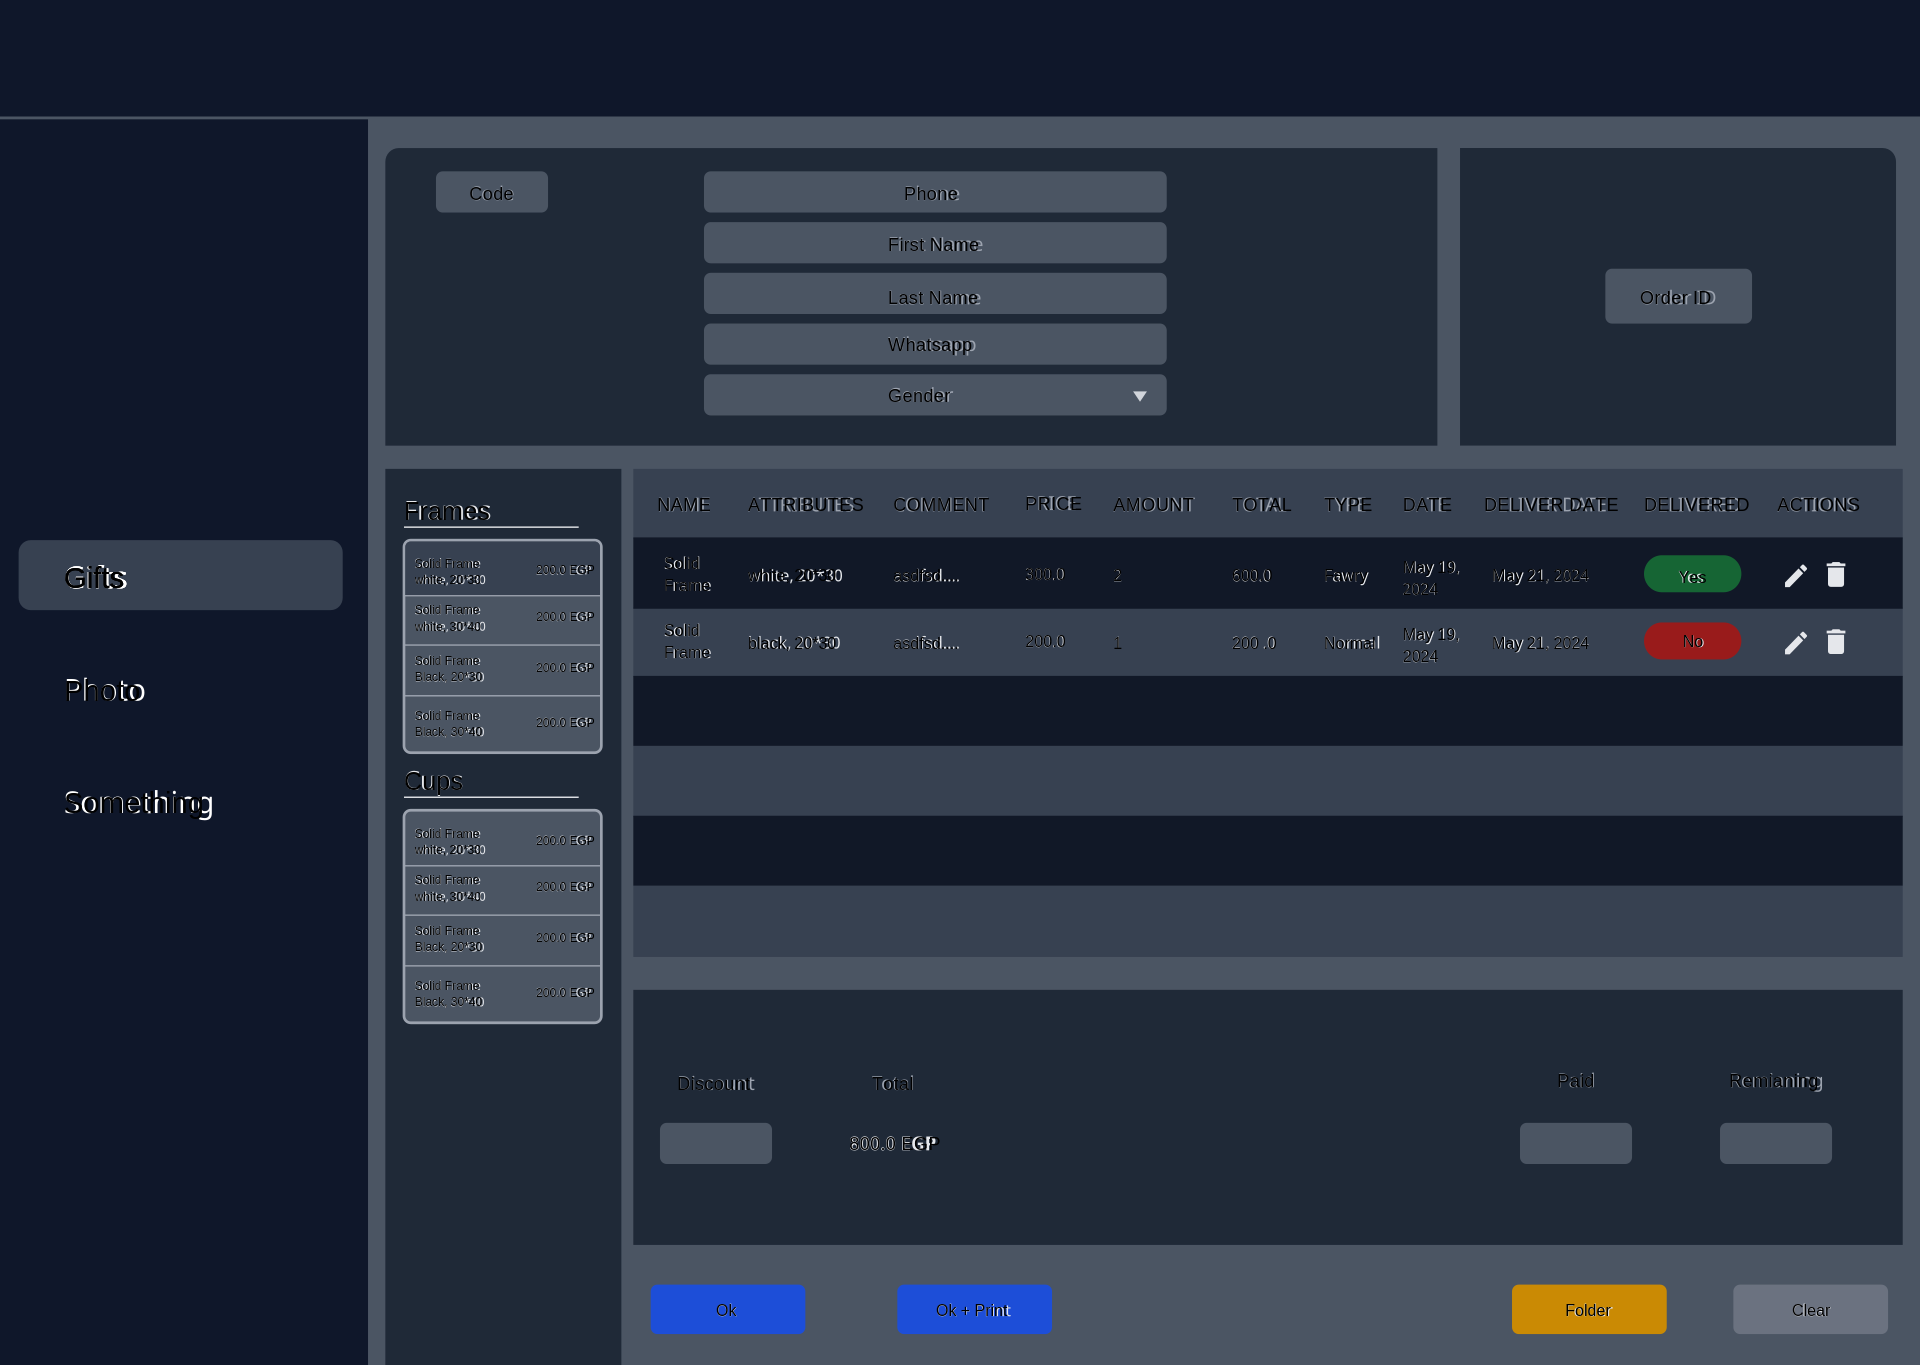 Code
Phone
First Name
Last Name
Whatsapp
Gender
Order ID
Gifts
Photo
Something
Frames
Solid Frame
white, 20*30
200.0 EGP
Solid Frame
white, 30*40
200.0 EGP
Solid Frame
Black, 20*30
200.0 EGP
Solid Frame
Black, 30*40
200.0 EGP
Cups
Solid Frame
white, 20*30
200.0 EGP
Solid Frame
white, 30*40
200.0 EGP
Solid Frame
Black, 20*30
200.0 EGP
Solid Frame
Black, 30*40
200.0 EGP
NAME ATTRIBUTES COMMENT PRICE AMOUNT TOTAL TYPE DATE DELIVERDATE DELIVERED ACTIONS
Solid
Frame
white, 20*30 asdfsd.... 300.0 2 600.0 Fawry
May 19,
2024
May 21, 2024 Yes
Solid
Frame
black, 20*30 asdfsd.... 200.0 1 200 .0 Normal
May 19,
2024
May 21. 2024 No
Discount Total Paid Remianing
800.0 EGP
Ok Ok + Print Folder Clear